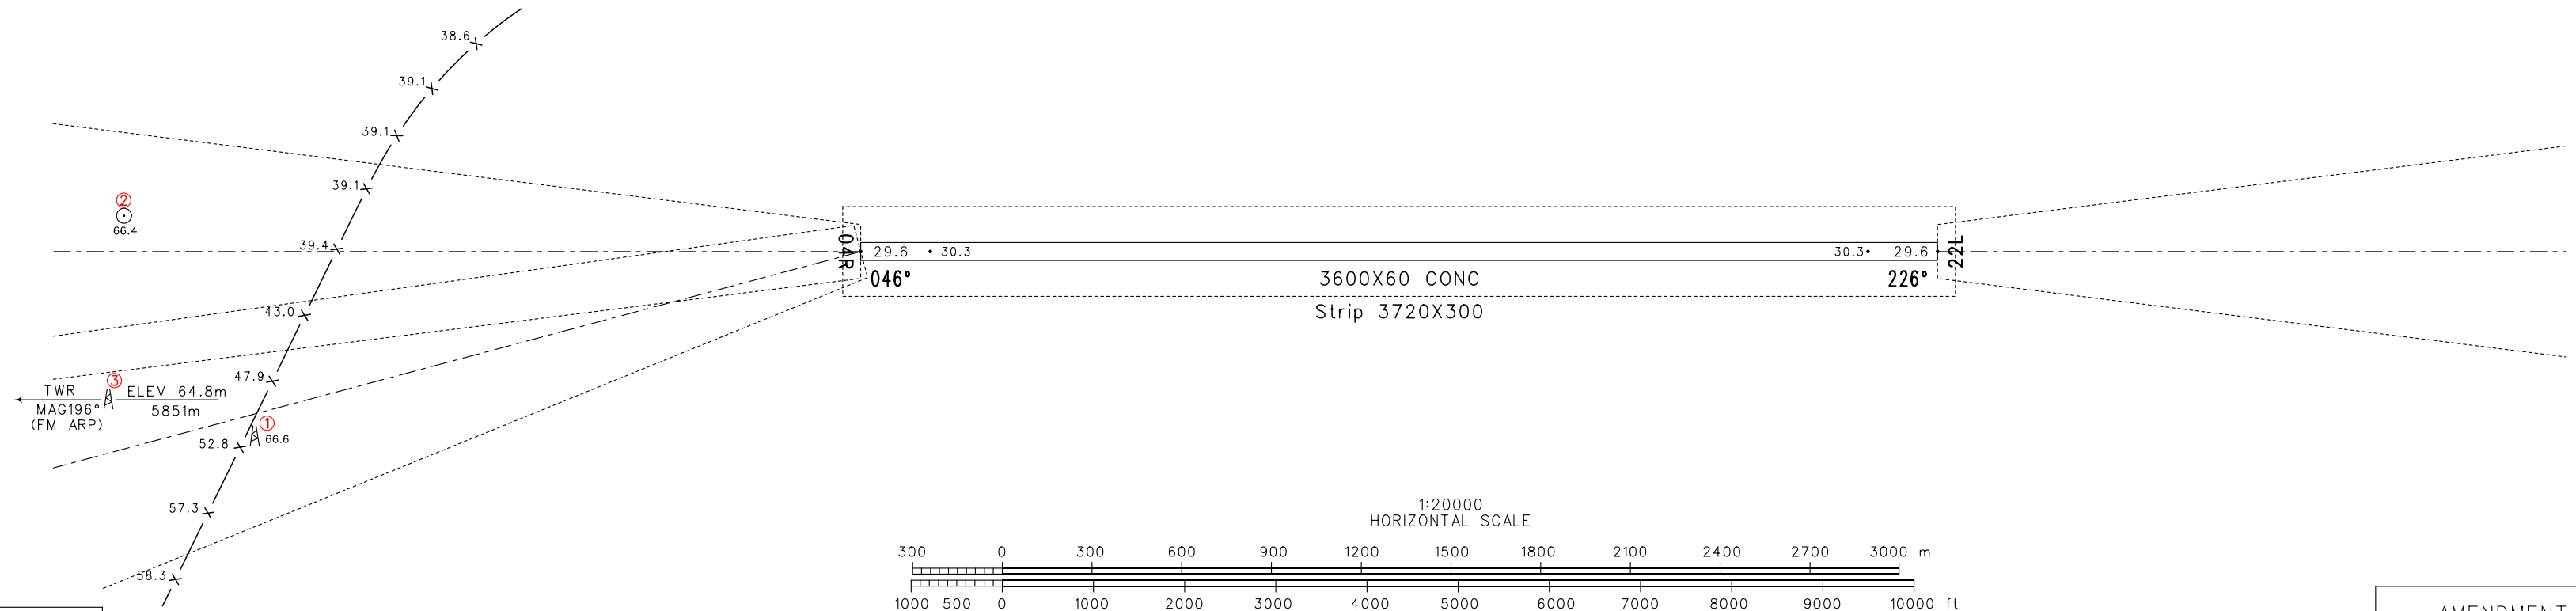 38.6
39.1
39.1
39.1
②
66.4
39.4
43.0
47.9
③
TWR ELEV 64.8m
MAG196° 5851m
(FM ARP)
①
66.6
52.8
57.3
58.3
04R
29.6 • 30.3
046°
30.3• 29.6
22L
226°
3600X60 CONC
Strip 3720X300
1:20000
HORIZONTAL SCALE
300 0 300 600 900 1200 1500 1800 2100 2400 2700 3000 m
1000 500 0 1000 2000 3000 4000 5000 6000 7000 8000 9000 10000 ft
AMENDMENT